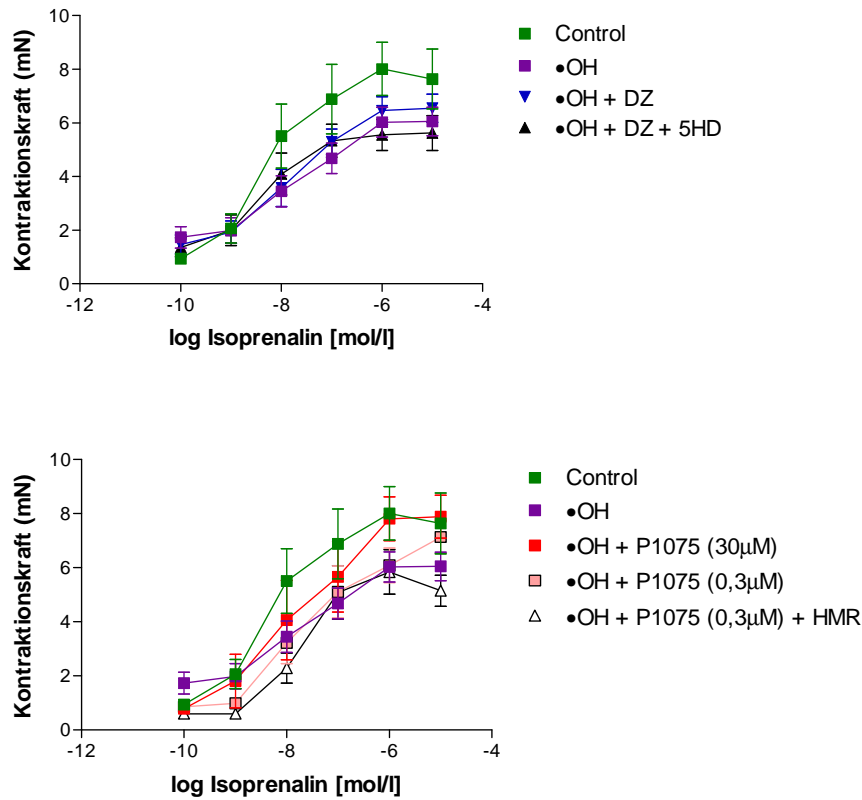 10
8
6
4
2
0
Kontraktionskraft (mN)
-12
-10
-8
-6
-4
log Isoprenalin [mol/l]
Control
●OH
●OH + DZ
●OH + DZ + 5HD
10
8
6
4
2
0
Kontraktionskraft (mN)
-12
-10
-8
-6
-4
log Isoprenalin [mol/l]
Control
●OH
●OH + P1075 (30μM)
●OH + P1075 (0,3μM)
●OH + P1075 (0,3μM) + HMR